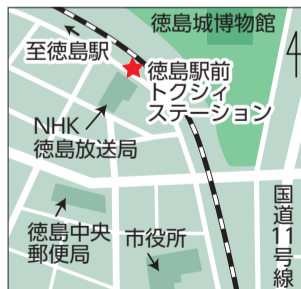 徳島城博物館
至徳島駅
徳島駅前
トクシィ
ステーション
NHK
徳島放送局
徳島中央
郵便局
市役所
国道11号線